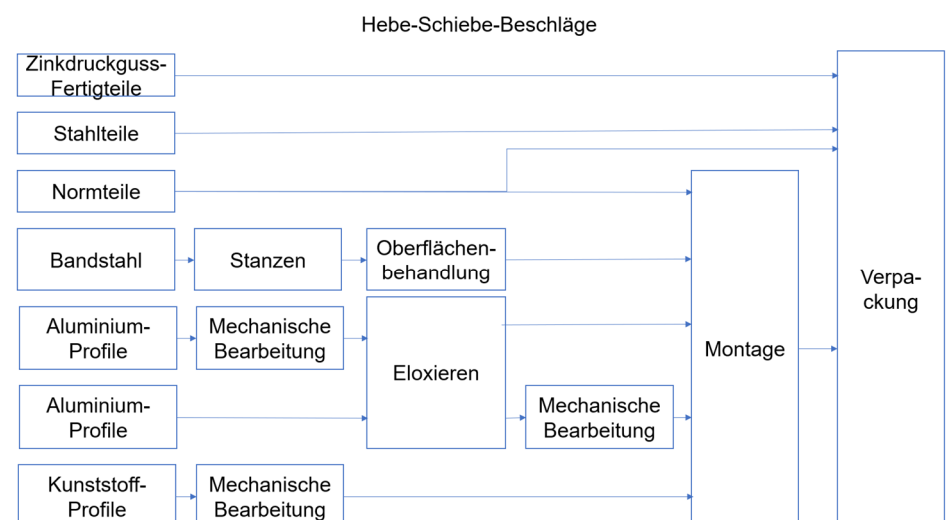 Hebe-Schiebe-Beschläge
Zinkdruckguss-
Fertigteile
Stahlteile
Normteile
Bandstahl
Stanzen
Oberflächen-
behandlung
Aluminium-
Profile
Mechanische
Bearbeitung
Eloxieren
Aluminium-
Profile
Mechanische
Bearbeitung
Kunststoff-
Profile
Mechanische
Bearbeitung
Montage
Verpa-
ckung